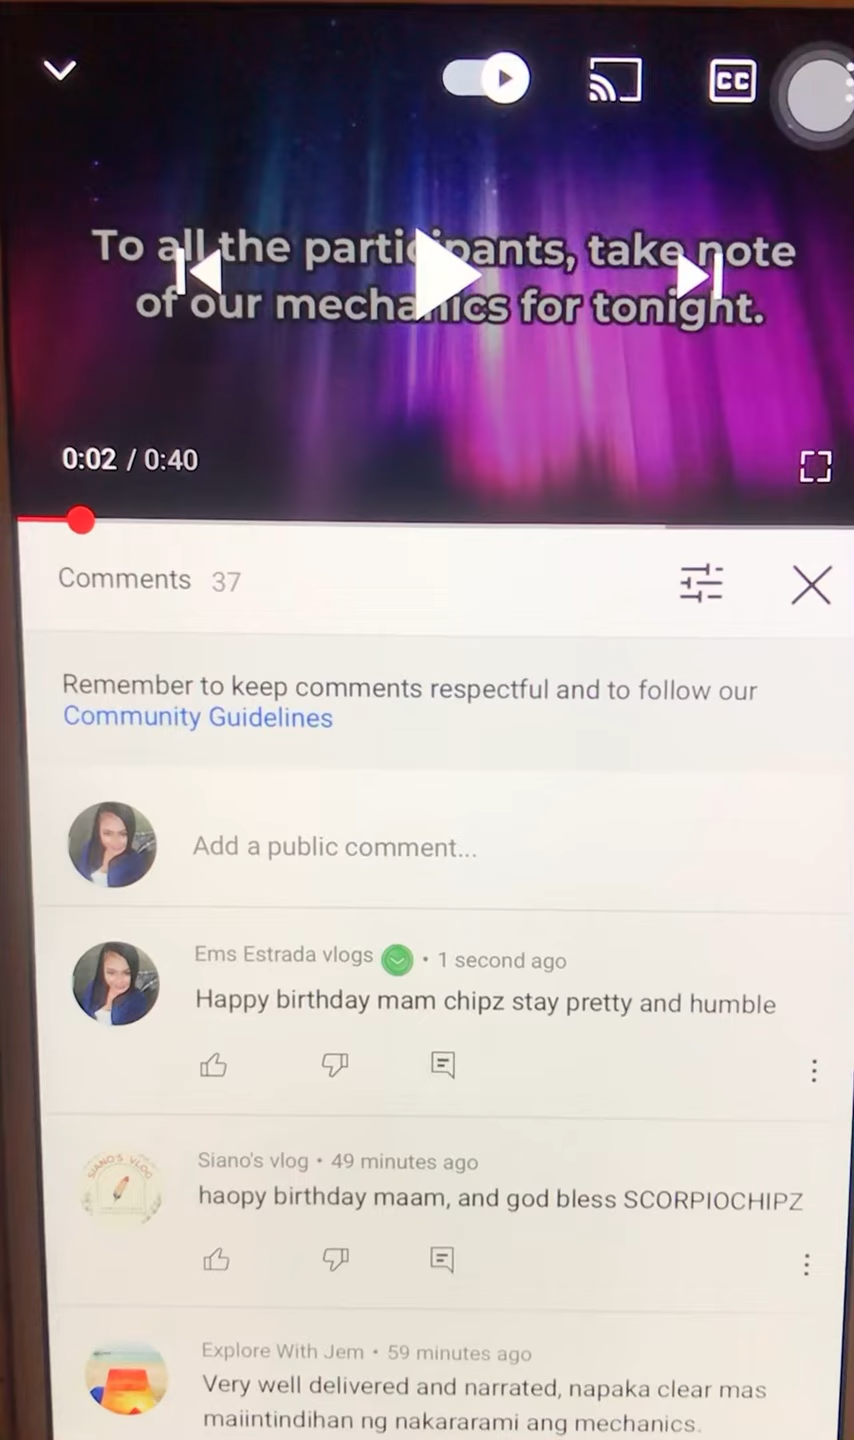 CC
To all the participants, take note
of our mechanics for tonight.
0:02 / 0:40
Comments 37
Remember to keep comments respectful and to follow our
Community Guidelines
Add a public comment...
Ems Estrada vlogs • 1 second ago
Happy birthday mam chipz stay pretty and humble
SIANO'S VLOG
Siano's vlog • 49 minutes ago
haopy birthday maam, and god bless SCORPIOCHIPZ
Explore With Jem • 59 minutes ago
Very well delivered and narrated, napaka clear mas
maiintindihan ng nakararami ang mechanics.